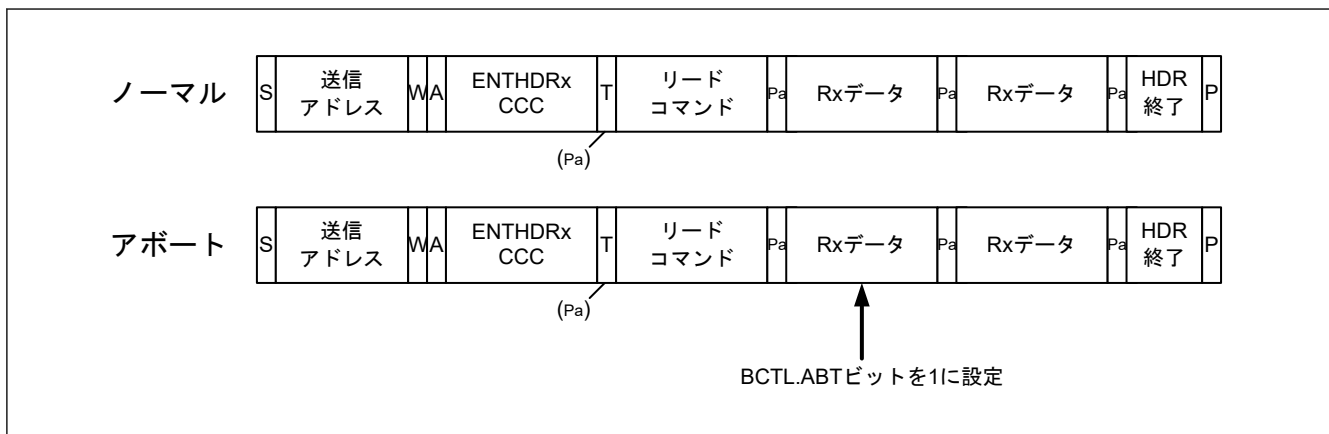 ノーマル
S
送信
アドレス
W
A
ENTHDRx
CCC
T
リード
コマンド
Pa
Rxデータ
Pa
Rxデータ
Pa
HDR
終了
P
(Pa)
アボート
S
送信
アドレス
W
A
ENTHDRx
CCC
T
リード
コマンド
Pa
Rxデータ
Pa
Rxデータ
Pa
HDR
終了
P
(Pa)
BCTL.ABTビットを1に設定